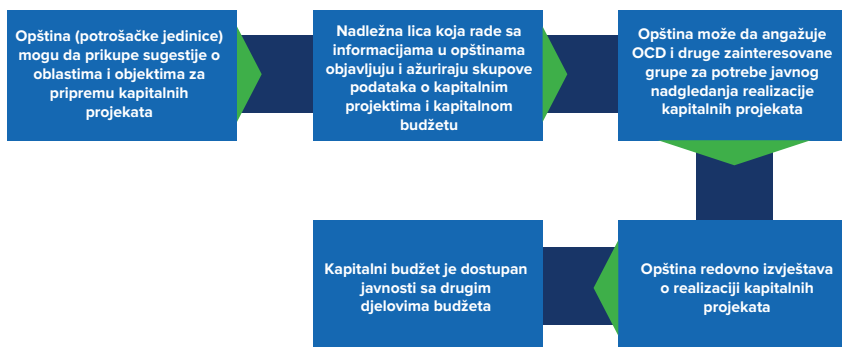 Opština (potrošačke jedinice)
mogu da prikupe sugestije o
oblastima i objektima za
pripremu kapitalnih
projekata
Nadležna lica koja rade sa
informacijama u opštinama
objavljuju i ažuriraju skupove
podataka o kapitalnim
projektima i kapitalnom
budžetu
Opština može da angažuje
OCD i druge zainteresovane
grupe za potrebe javnog
nadgledanja realizacije
kapitalnih projekata
Opština redovno izvještava
o realizaciji kapitalnih
projekata
Kapitalni budžet je dostupan
javnosti sa drugim
djelovima budžeta